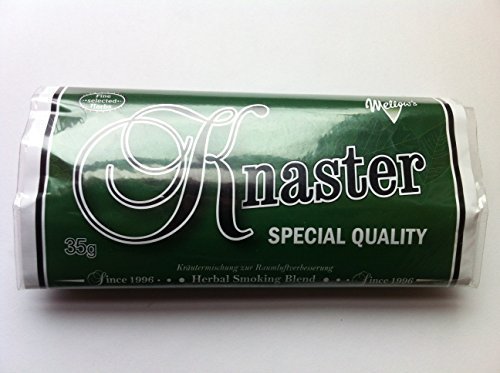 Fine
selected
Herbs
Mellow's
Knaster
SPECIAL QUALITY
35g
Kräutermischung zur Raumluftverbesserung
Since 1996 • • • Herbal Smoking Blend • • • Since 1996